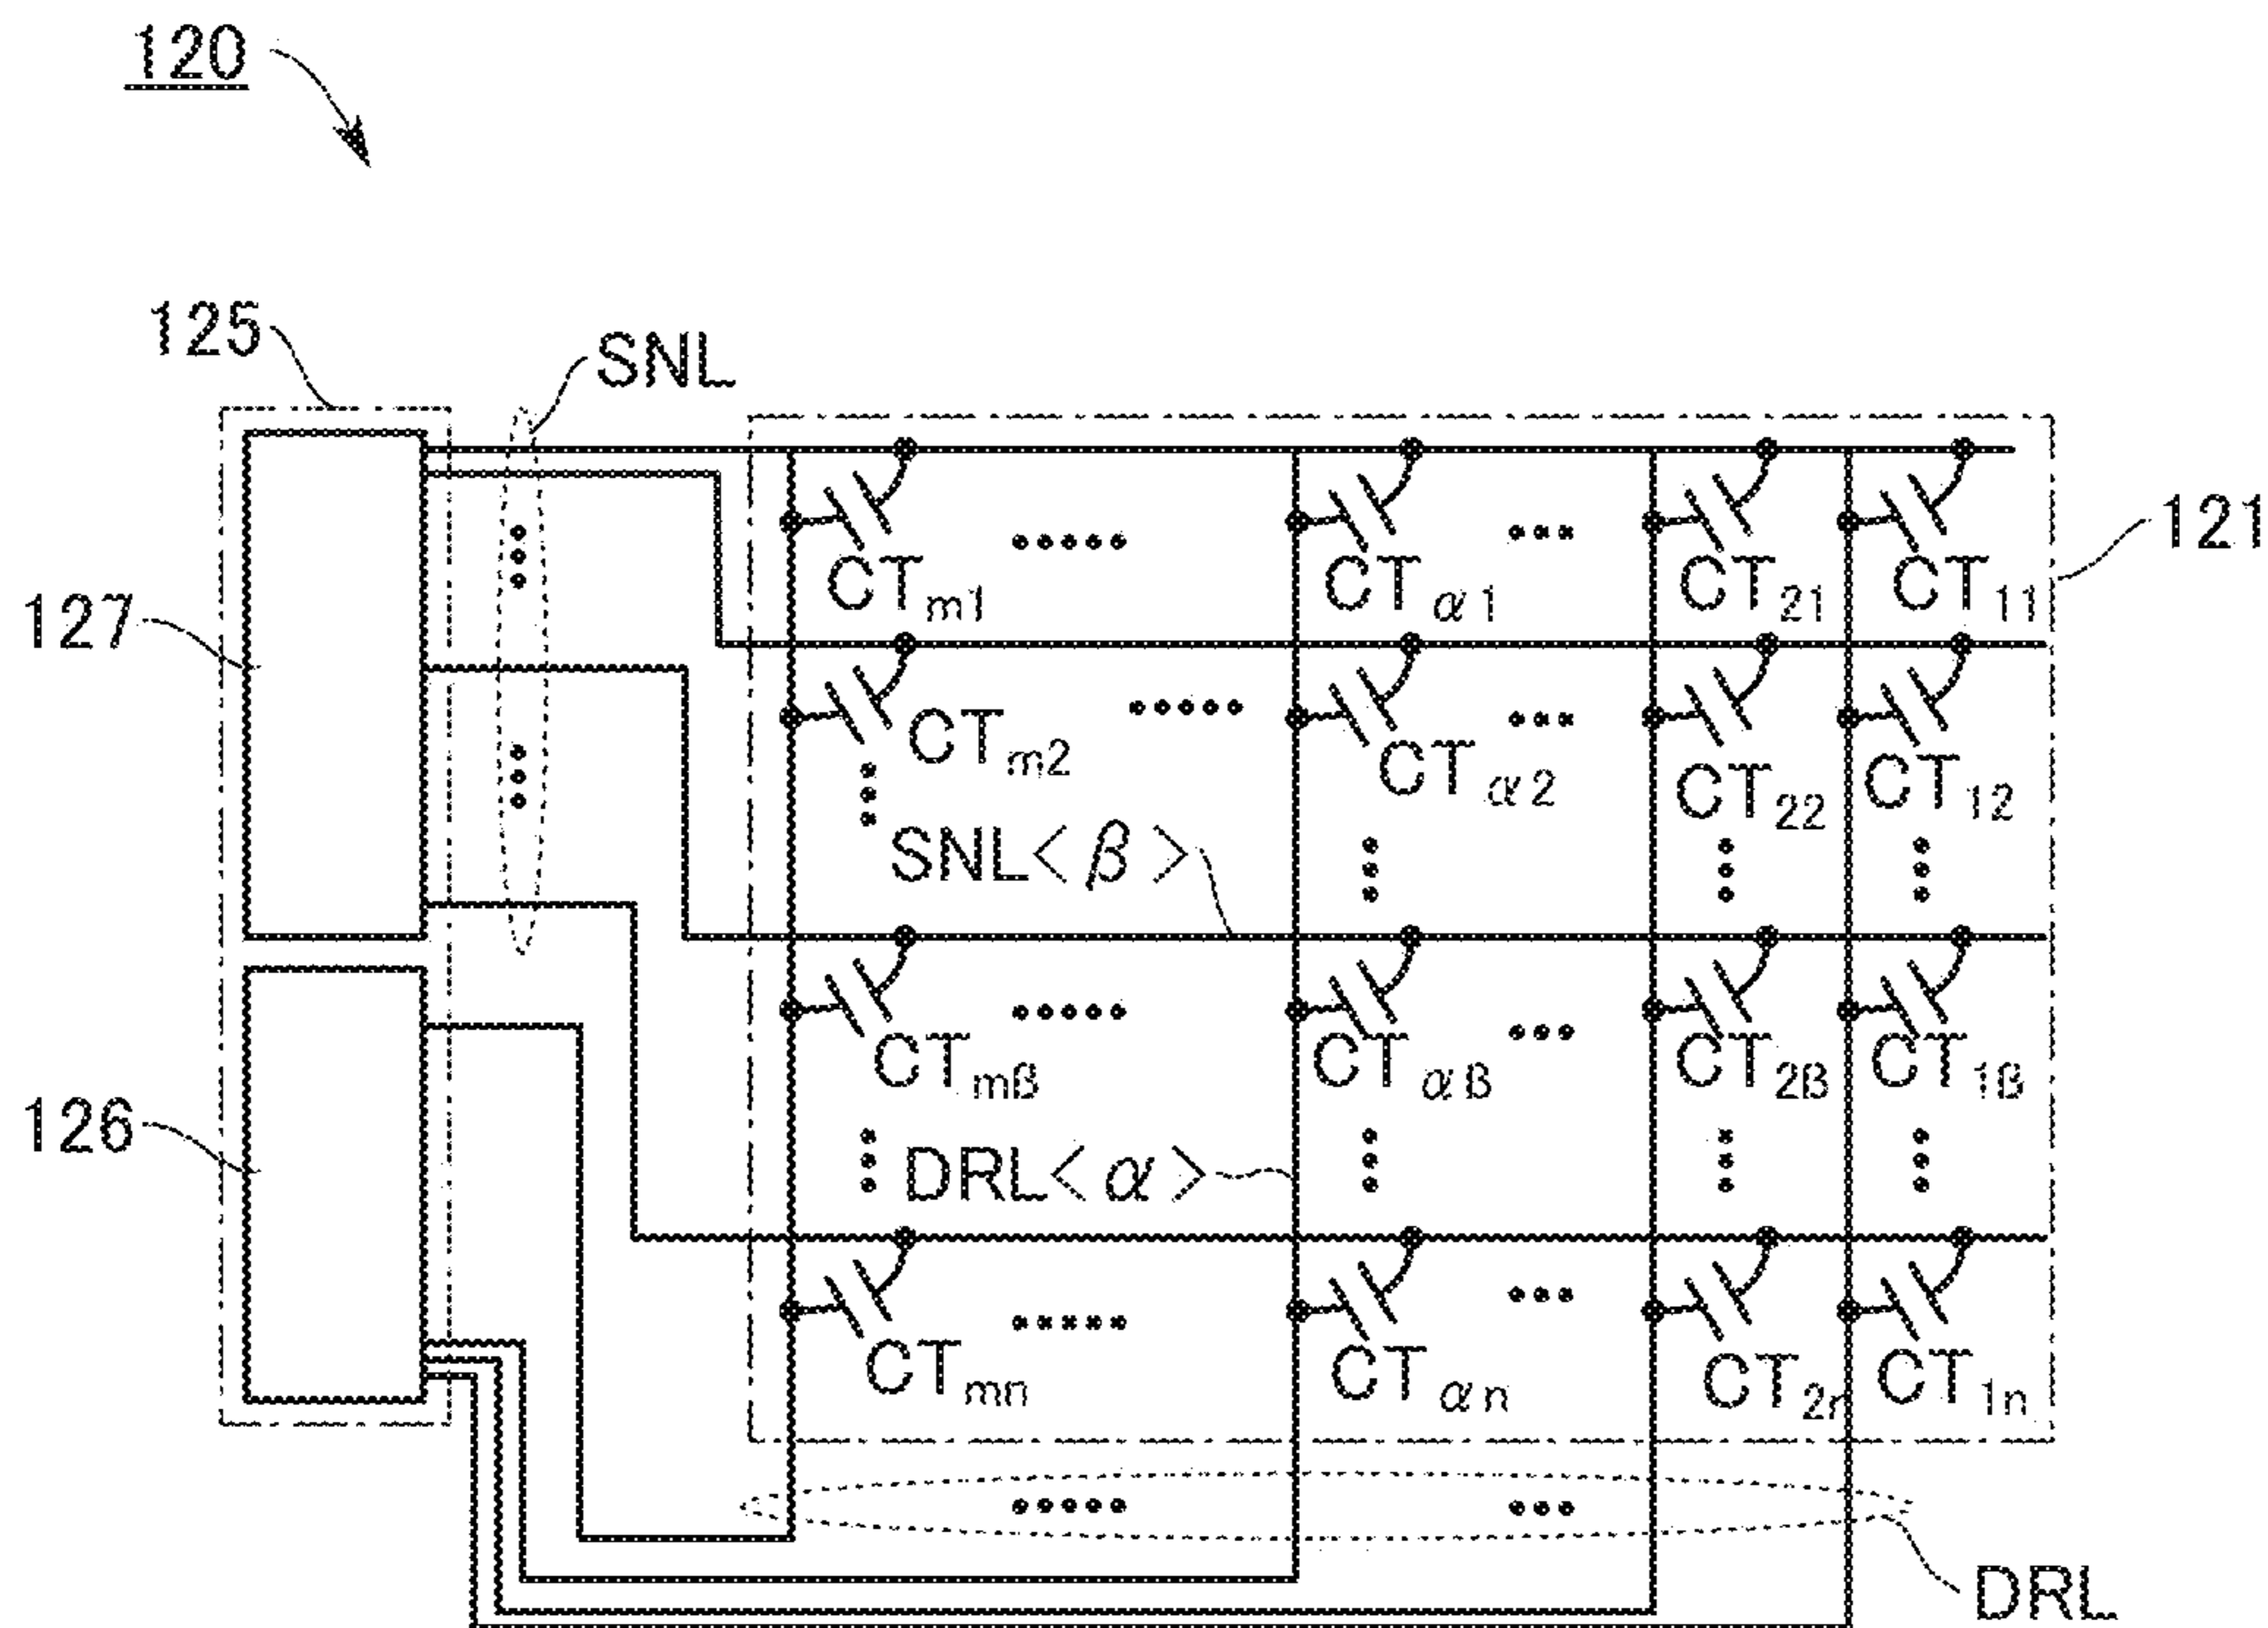 120
125
SNL
121
127
CTm1 CTα1 CT21 CT11
CTm2 CTα2 CT22 CT12
SNL<β>
CTmβ CTαβ CT2β CT1β
126
DRL<α>
CTmn CTαn CT2n CT1n
DRL